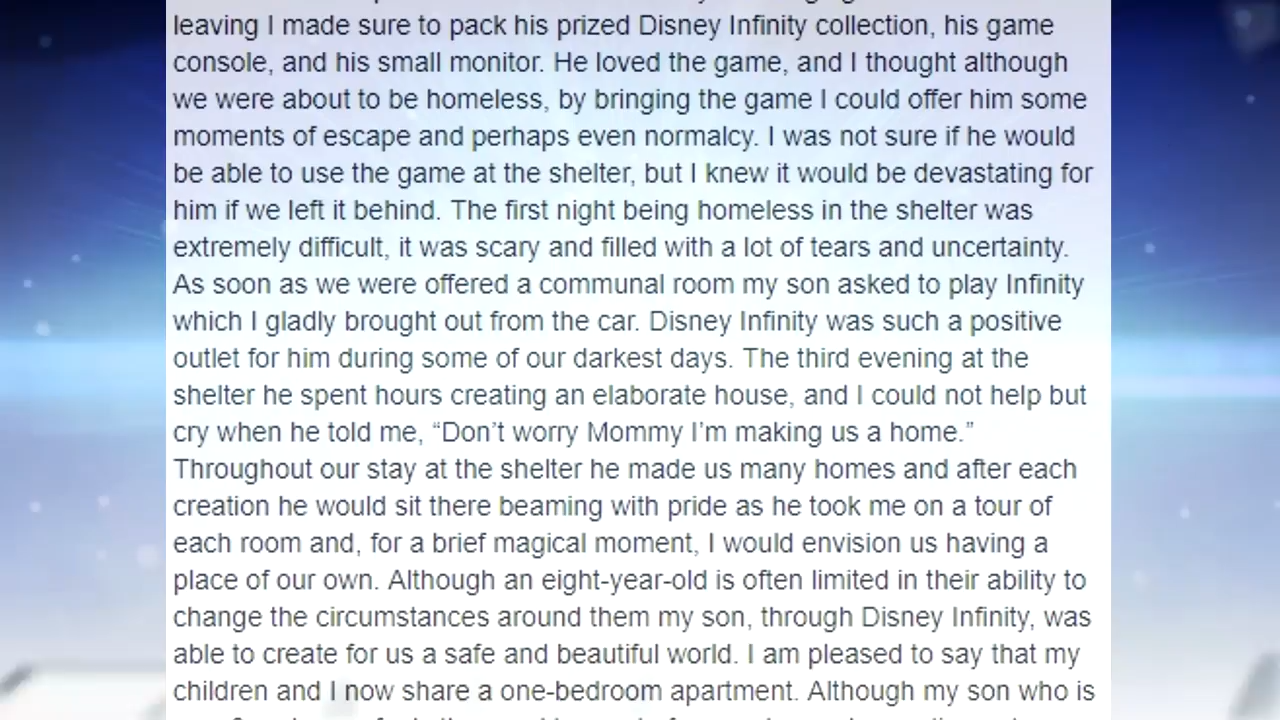 leaving I made sure to pack his prized Disney Infinity collection, his game
console, and his small monitor. He loved the game, and I thought although
we were about to be homeless, by bringing the game I could offer him some
moments of escape and perhaps even normalcy. I was not sure if he would
be able to use the game at the shelter, but I knew it would be devastating for
him if we left it behind. The first night being homeless in the shelter was
extremely difficult, it was scary and filled with a lot of tears and uncertainty.
As soon as we were offered a communal room my son asked to play Infinity
which I gladly brought out from the car. Disney Infinity was such a positive
outlet for him during some of our darkest days. The third evening at the
shelter he spent hours creating an elaborate house, and I could not help but
cry when he told me, “Don’t worry Mommy I’m making us a home.”
Throughout our stay at the shelter he made us many homes and after each
creation he would sit there beaming with pride as he took me on a tour of
each room and, for a brief magical moment, I would envision us having a
place of our own. Although an eight-year-old is often limited in their ability to
change the circumstances around them my son, through Disney Infinity, was
able to create for us a safe and beautiful world. I am pleased to say that my
children and I now share a one-bedroom apartment. Although my son who is